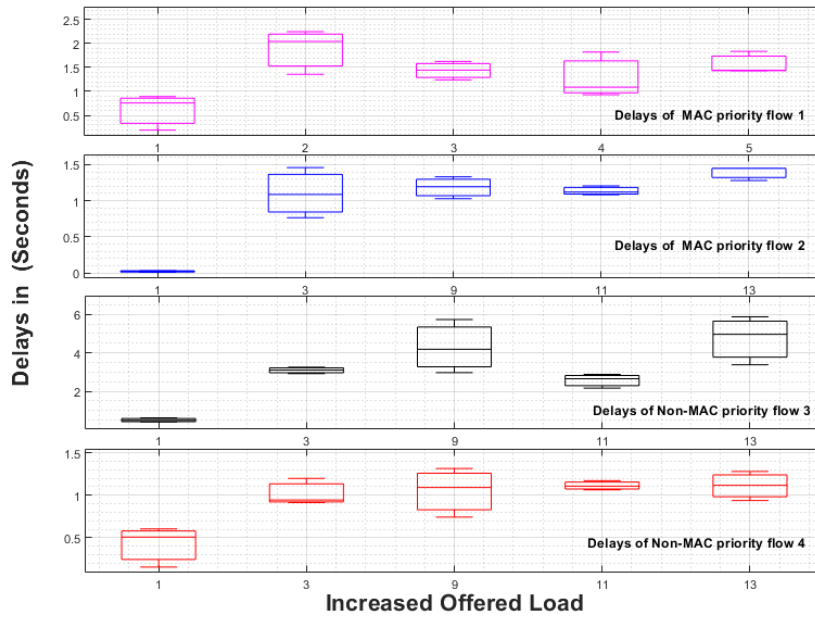 2.5
2
1.5
1
0.5
Delays of MAC priority flow 1
1 2 3 4 5
1.5
1
0.5
0
Delays of MAC priority flow 2
1 3 9 11 13
Delays in (Seconds)
6
4
2
Delays of Non-MAC priority flow 3
1 3 9 11 13
1.5
1
0.5
Delays of Non-MAC priority flow 4
1 3 9 11 13
Increased Offered Load